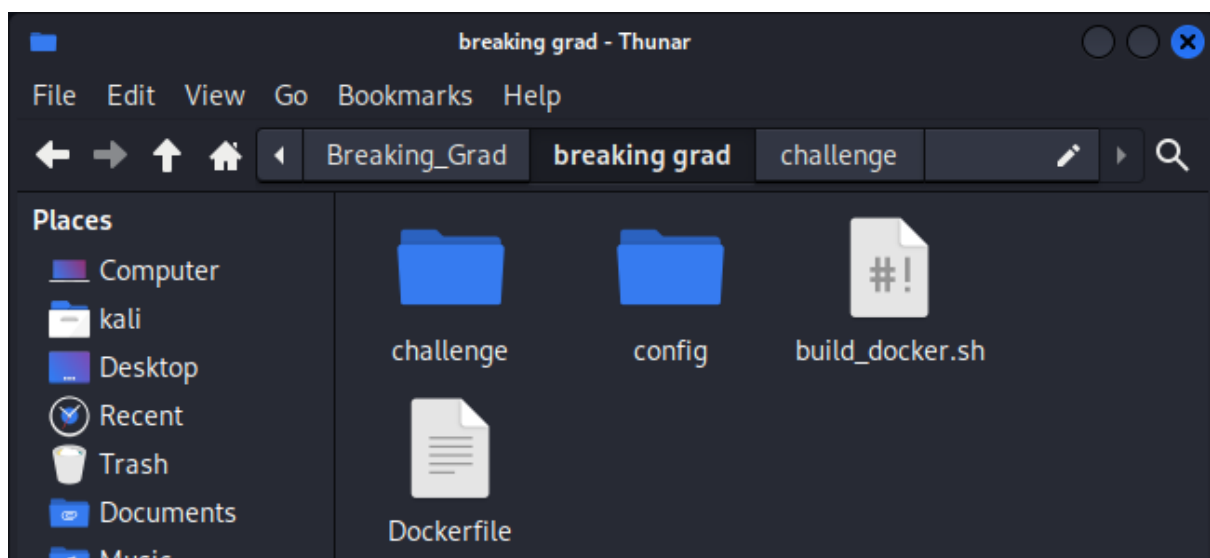 breaking grad - Thunar
File Edit View Go Bookmarks Help
Breaking_Grad breaking grad challenge
Places
Computer
kali
Desktop
Recent
Trash
Documents
Music
#!
challenge config build_docker.sh
Dockerfile